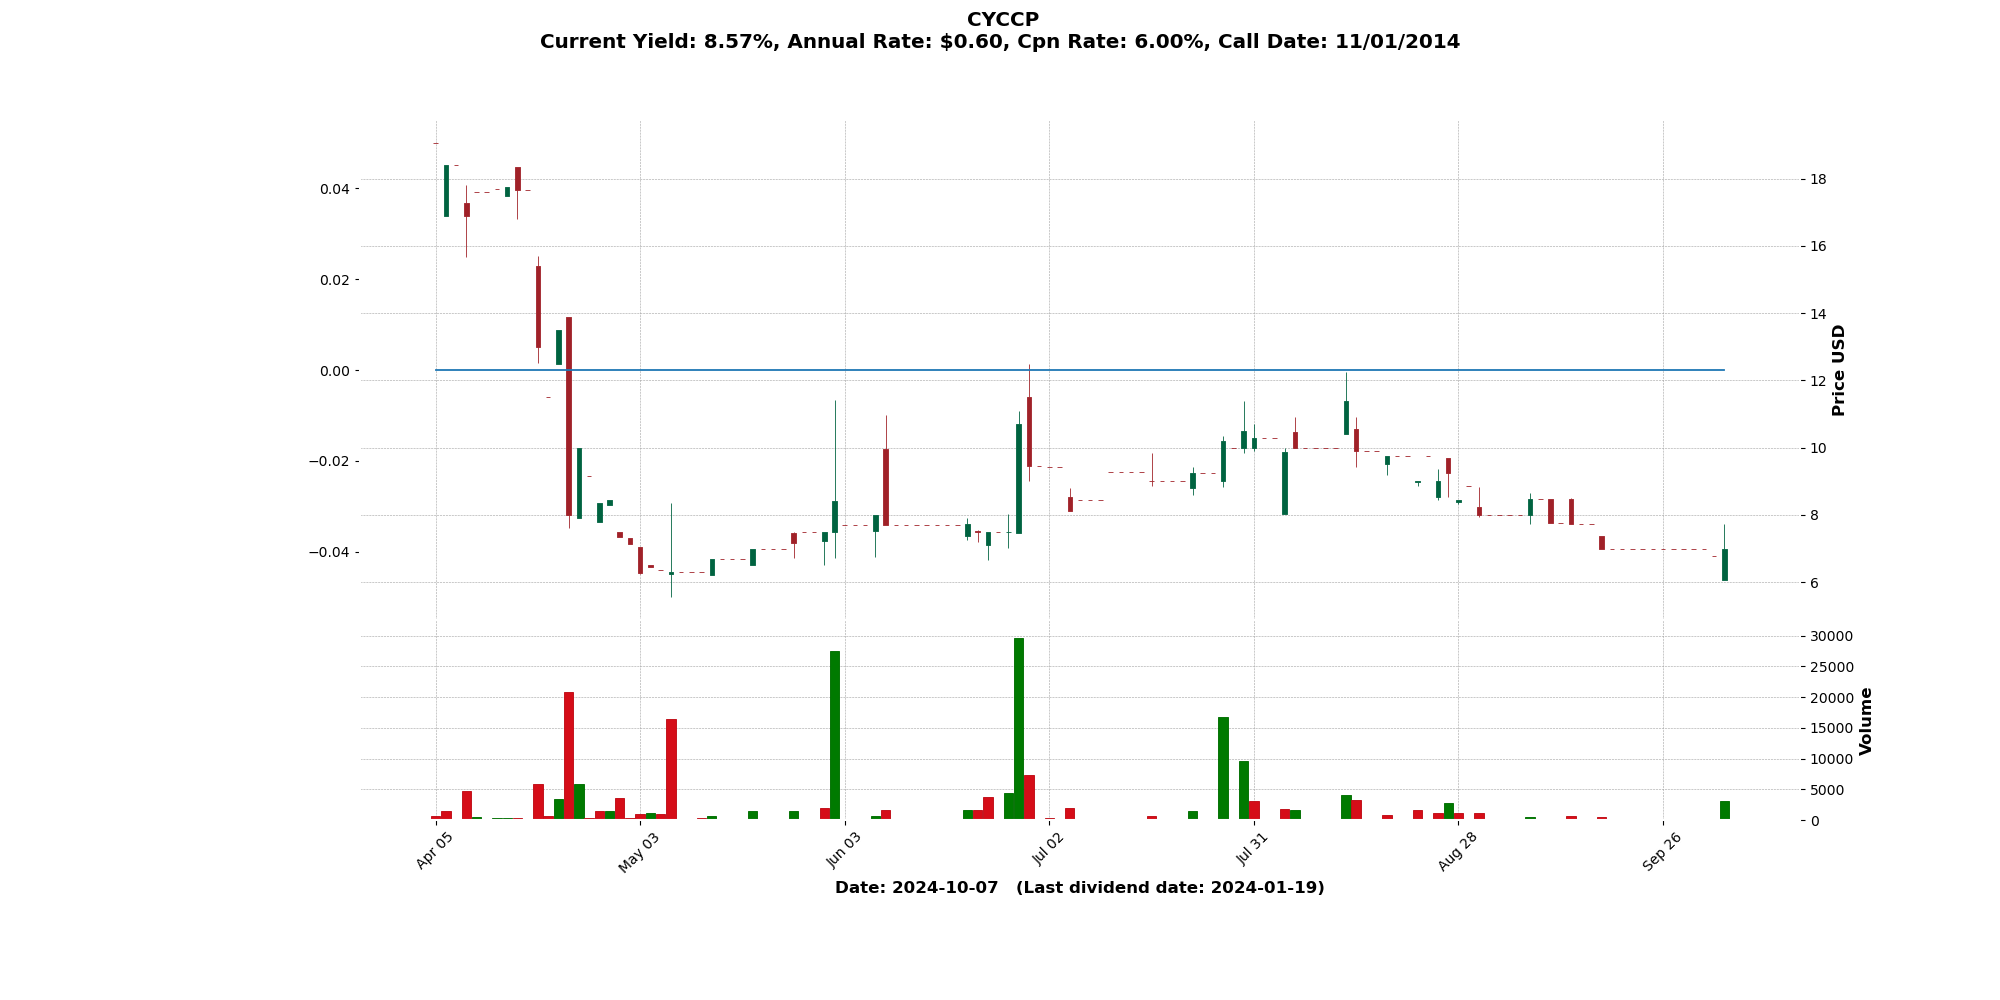 CYCCP
Current Yield: 8.57%, Annual Rate: $0.60, Cpn Rate: 6.00%, Call Date: 11/01/2014
0.04
0.02
0.00
−0.02
−0.04
18
16
14
12
10
8
6
Price USD
30000
25000
20000
15000
10000
5000
0
Volume
Apr 05
May 03
Jun 03
Jul 02
Jul 31
Aug 28
Sep 26
Date: 2024-10-07   (Last dividend date: 2024-01-19)